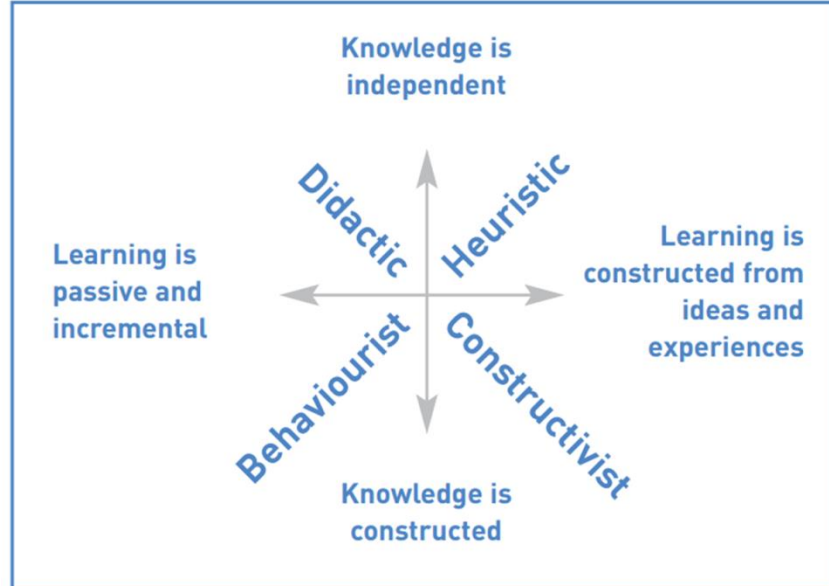 Knowledge is
independent
Didactic
Heuristic
Learning is
passive and
incremental
Learning is
constructed from
ideas and
experiences
Behaviourist
Constructivist
Knowledge is
constructed